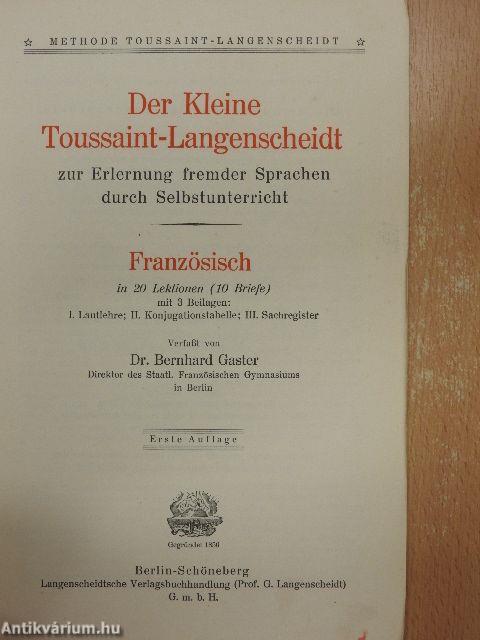 ☆ METHODE TOUSSAINT-LANGENSCHEIDT ☆
Der Kleine
Toussaint-Langenscheidt
zur Erlernung fremder Sprachen
durch Selbstunterricht
Französisch
in 20 Lektionen (10 Briefe)
mit 3 Beilagen:
I. Lautlehre; II. Konjugationstabelle; III. Sachregister
Verfaßt von
Dr. Bernhard Gaster
Direktor des Staatl. Französischen Gymnasiums
in Berlin
Erste Auflage
Gegründet 1856
Berlin-Schöneberg
Langenscheidtsche Verlagsbuchhandlung (Prof. G. Langenscheidt)
G. m. b. H.
Antikvárium.hu